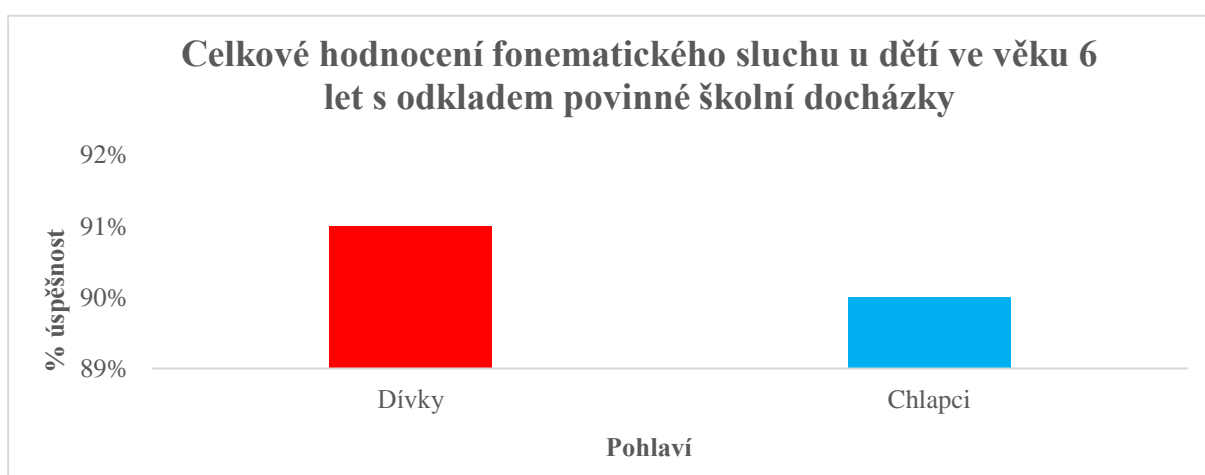 Celkové hodnocení fonematického sluchu u dětí ve věku 6
let s odkladem povinné školní docházky
92%
91%
90%
89%
% úspěšnost
Dívky
Chlapci
Pohlaví